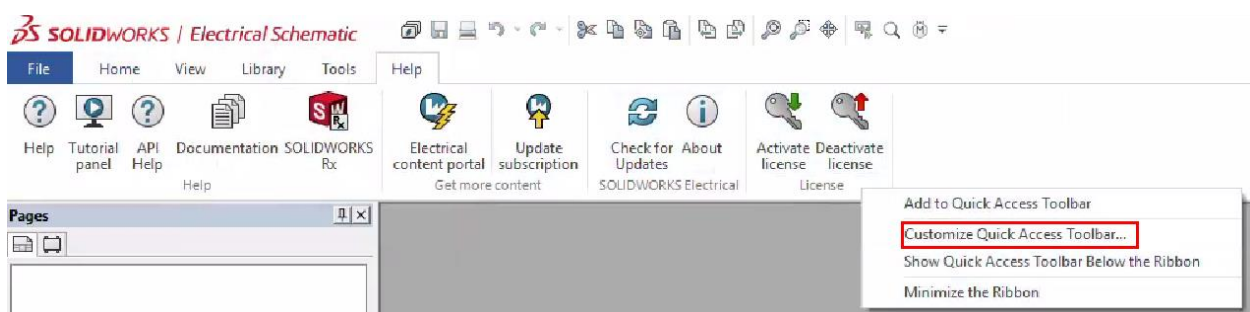 SOLIDWORKS | Electrical Schematic
File Home View Library Tools Help
Help Tutorial panel API Help Documentation SOLIDWORKS Rx Electrical content portal Update subscription Check for Updates About Activate license Deactivate license
Help Get more content SOLIDWORKS Electrical License
Add to Quick Access Toolbar
Pages
Customize Quick Access Toolbar...
Show Quick Access Toolbar Below the Ribbon
Minimize the Ribbon